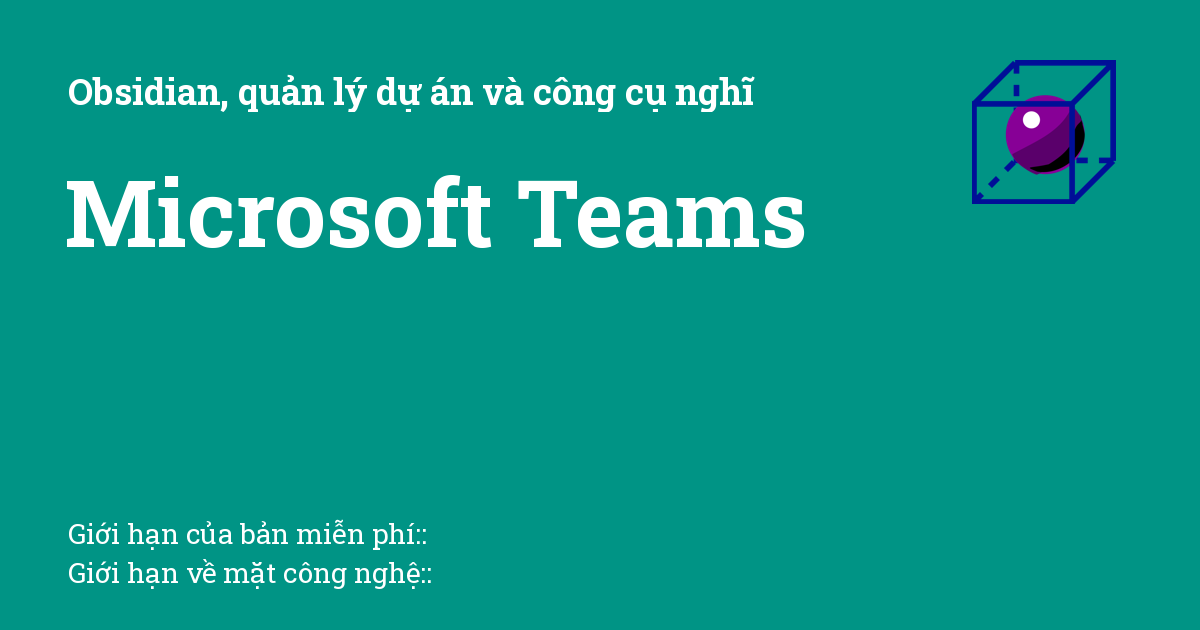 Obsidian, quản lý dự án và công cụ nghĩ
Microsoft Teams
Giới hạn của bản miễn phí::
Giới hạn về mặt công nghệ::